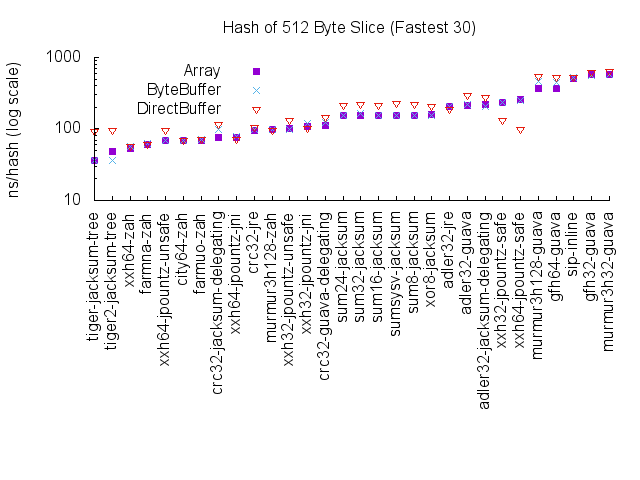 Hash of 512 Byte Slice (Fastest 30)
ns/hash (log scale)
1000
100
10
Array
ByteBuffer
DirectBuffer
tiger-jacksum-tree
tiger2-jacksum-tree
xxh64-zah
farmna-zah
xxh64-jpountz-unsafe
city64-zah
farmuo-zah
crc32-jacksum-delegating
xxh64-jpountz-jni
crc32-jre
murmur3h128-zah
xxh32-jpountz-unsafe
xxh32-jpountz-jni
crc32-guava-delegating
sum24-jacksum
sum32-jacksum
sum16-jacksum
sumsysv-jacksum
sum8-jacksum
xor8-jacksum
adler32-jre
adler32-guava
adler32-jacksum-delegating
xxh32-jpountz-safe
xxh64-jpountz-safe
murmur3h128-guava
gfh64-guava
sip-inline
gfh32-guava
murmur3h32-guava